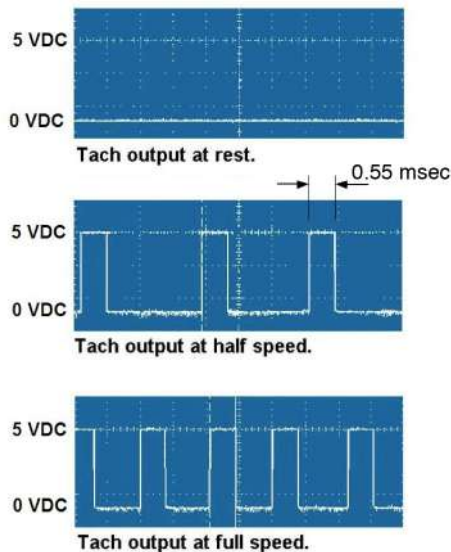 5 VDC
0 VDC
Tach output at rest.
0.55 msec
5 VDC
0 VDC
Tach output at half speed.
5 VDC
0 VDC
Tach output at full speed.